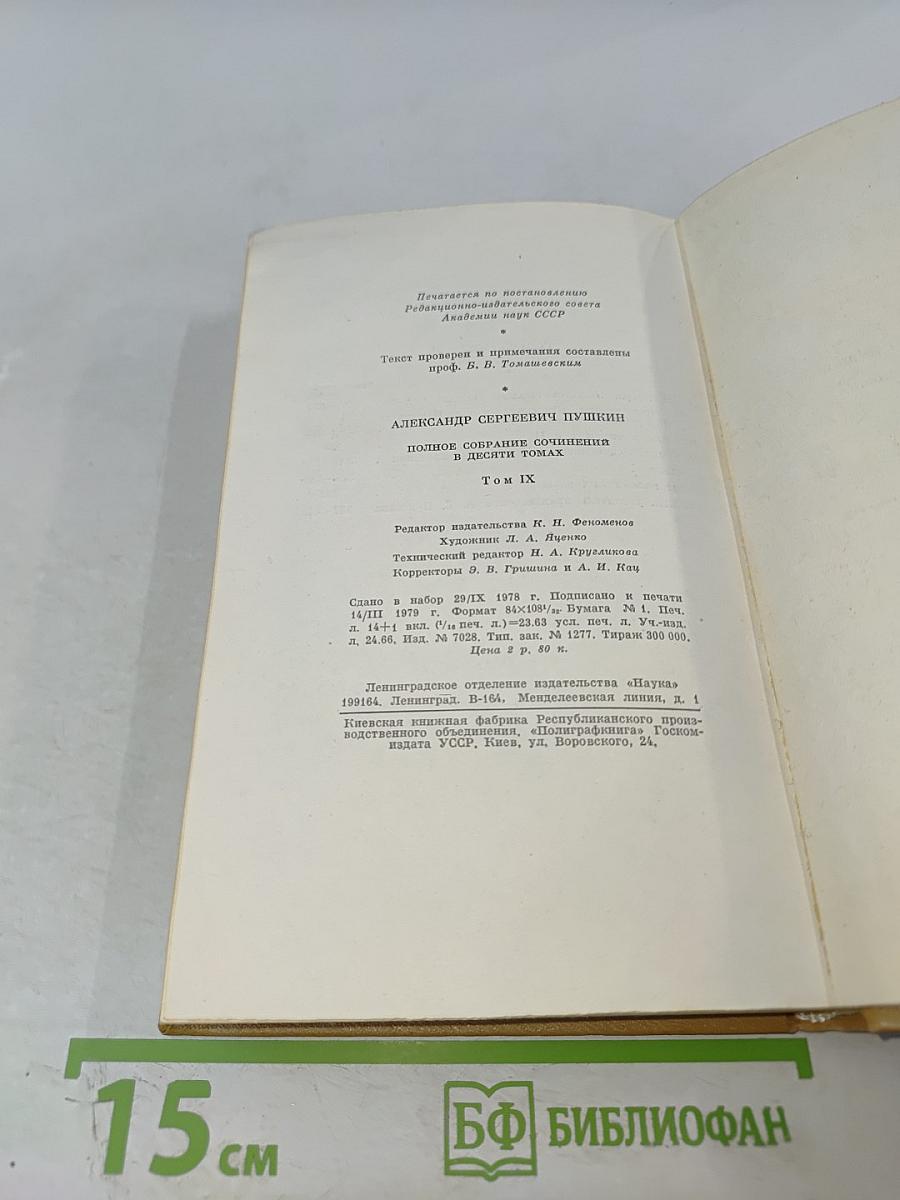 Печатается по постановлению
Редакционно-издательского совета
Академии наук СССР
*
Текст проверен и примечания составлены
проф. Б. В. Томашевским
*
АЛЕКСАНДР СЕРГЕЕВИЧ ПУШКИН
ПОЛНОЕ СОБРАНИЕ СОЧИНЕНИЙ
В ДЕСЯТИ ТОМАХ
Том IX
Редактор издательства К. Н. Феноменов
Художник Л. А. Яценко
Технический редактор Н. А. Кругликова
Корректоры Э. В. Гришина и А. И. Кац
Сдано в набор 29/IX 1978 г. Подписано к печати
14/III 1979 г. Формат 84×108¹/₃₂. Бумага № 1. Печ.
л. 14+1 вкл. (¹/₁₆ печ. л.)=23.63 усл. печ. л. Уч.-изд.
л. 24.66. Изд. № 7028. Тип. зак. № 1277. Тираж 300 000.
Цена 2 р. 80 к.
Ленинградское отделение издательства «Наука»
199164. Ленинград. В-164, Менделеевская линия, д. 1
Киевская книжная фабрика Республиканского произ-
водственного объединения. «Полиграфкнига» Госком-
издата УССР. Киев, ул. Воровского, 24.
15 см
БФ БИБЛИОФАН